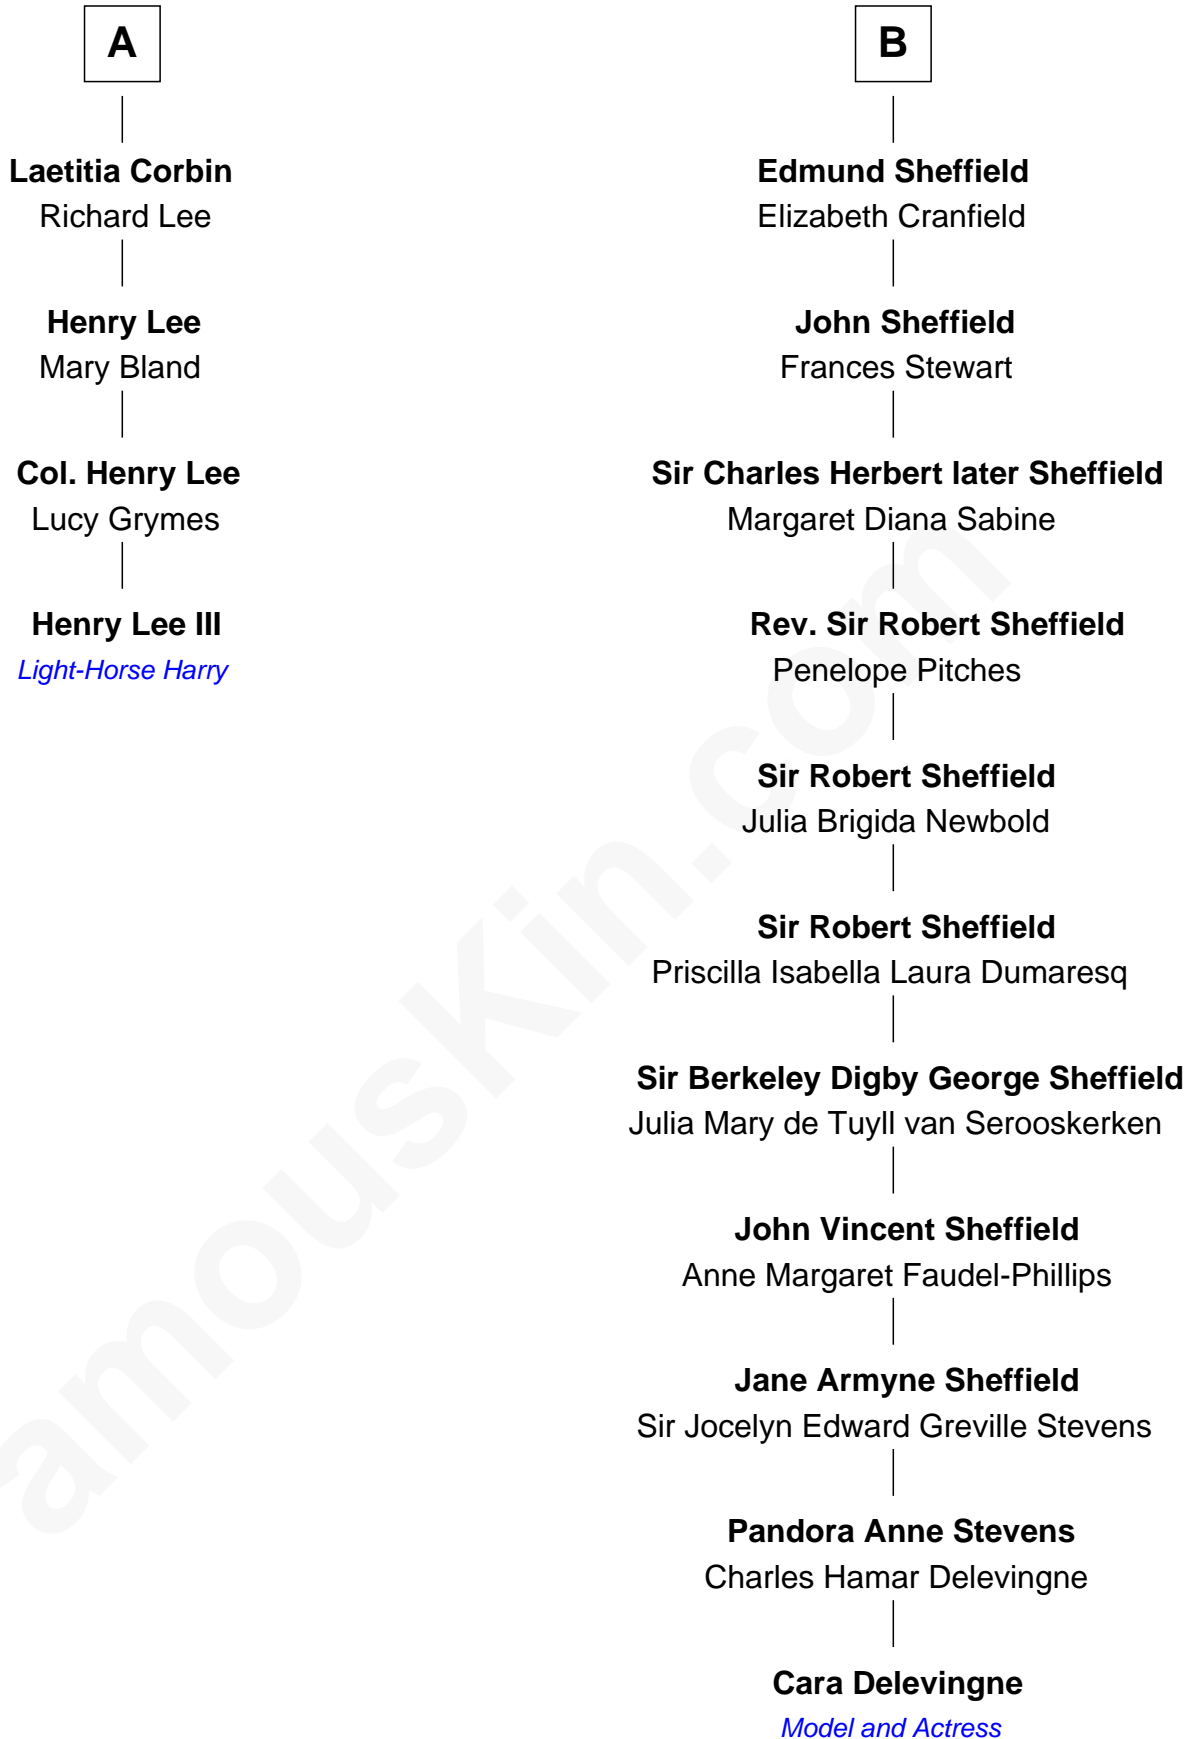 A
Laetitia Corbin
Richard Lee
Henry Lee
Mary Bland
Col. Henry Lee
Lucy Grymes
Henry Lee III
Light-Horse Harry
B
Edmund Sheffield
Elizabeth Cranfield
John Sheffield
Frances Stewart
Sir Charles Herbert later Sheffield
Margaret Diana Sabine
Rev. Sir Robert Sheffield
Penelope Pitches
Sir Robert Sheffield
Julia Brigida Newbold
Sir Robert Sheffield
Priscilla Isabella Laura Dumaresq
Sir Berkeley Digby George Sheffield
Julia Mary de Tuyll van Serooskerken
John Vincent Sheffield
Anne Margaret Faudel-Phillips
Jane Armyne Sheffield
Sir Jocelyn Edward Greville Stevens
Pandora Anne Stevens
Charles Hamar Delevingne
Cara Delevingne
Model and Actress
amousKin.com